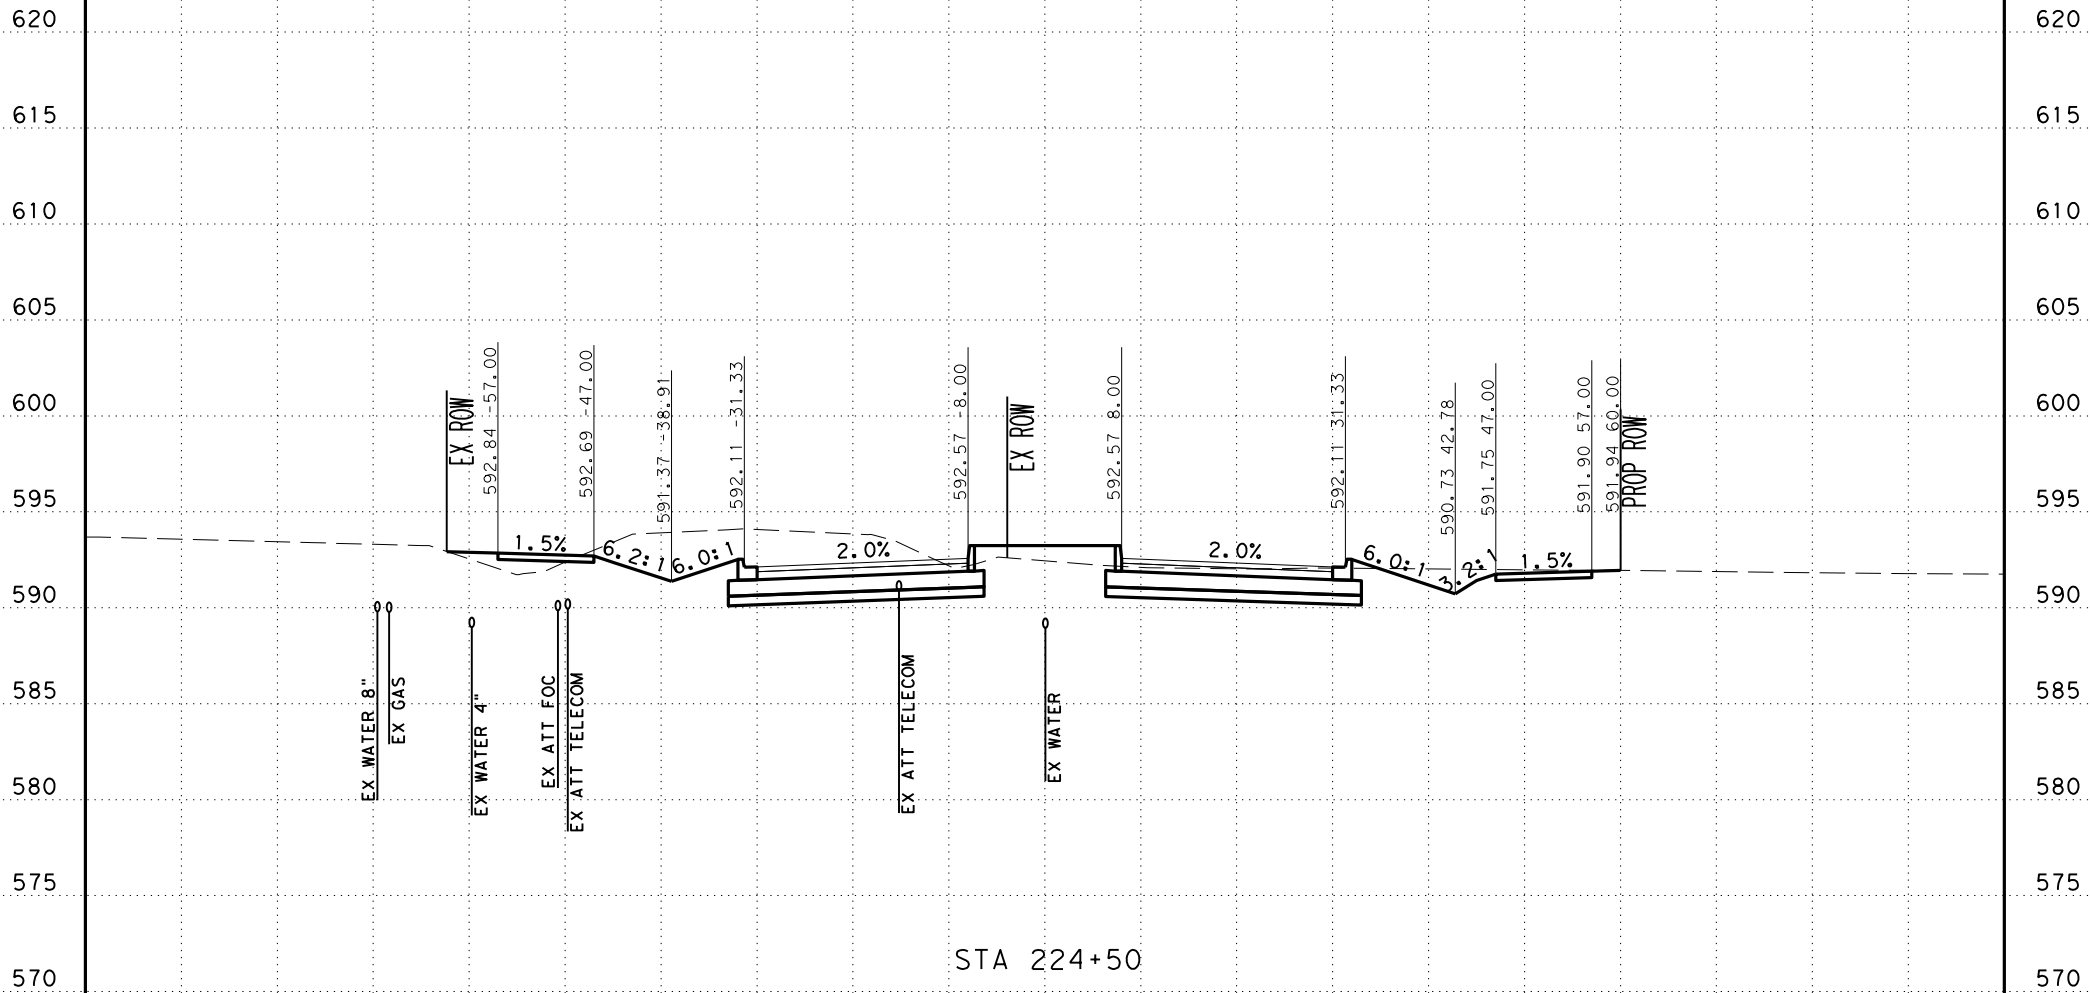 620 620
615 615
610 610
605 605
600 600
595 595
590 590
585 585
580 580
575 575
570 570
EX ROW
592.84 -57.00
592.69 -47.00
591.37 -38.91
592.11 -31.33
592.57 -8.00
EX ROW
592.57 8.00
592.11 31.33
590.73 42.78
591.75 47.00
591.90 57.00
591.94 60.00
PROP ROW
1.5%
6.2:1
6.0:1
2.0%
2.0%
6.0:1
3.2:1
1.5%
EX WATER 8"
EX GAS
EX WATER 4"
EX ATT FOC
EX ATT TELECOM
EX ATT TELECOM
EX WATER
STA 224+50